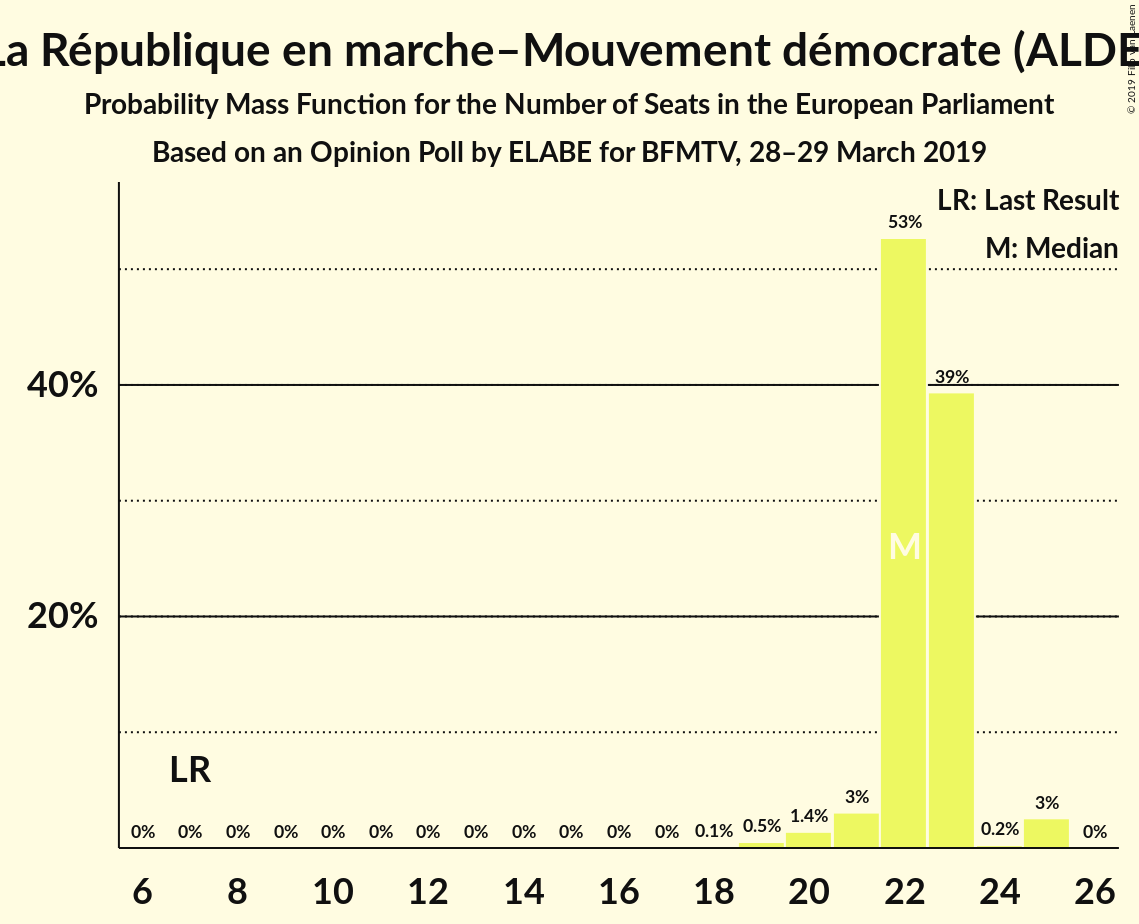 La République en marche–Mouvement démocrate (ALDE
Probability Mass Function for the Number of Seats in the European Parliament
Based on an Opinion Poll by ELABE for BFMTV, 28–29 March 2019
© 2019
LR: Last Result
M: Median
53%
40%
39%
M
20%
LR
0% 0% 0% 0% 0% 0% 0% 0% 0% 0% 0% 0% 0.1% 0.5% 1.4% 3% 0.2% 3% 0%
6 8 10 12 14 16 18 20 22 24 26